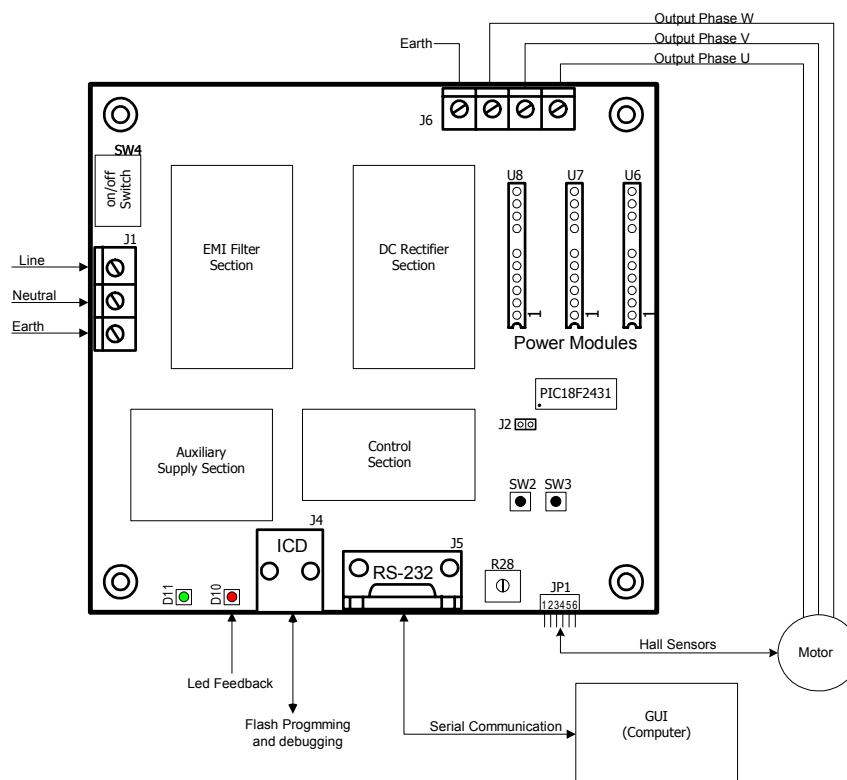 Output Phase W
Output Phase V
Output Phase U
Earth
J6
SW4
on/off
Switch
J1
Line
Neutral
Earth
EMI Filter
Section
DC Rectifier
Section
U8
U7
U6
1
1
1
Power Modules
PIC18F2431
J2
Auxiliary
Supply Section
Control
Section
SW2
SW3
J4
ICD
J5
RS-232
R28
JP1
123456
D11
D10
Hall Sensors
Motor
Led Feedback
Flash Progmming
and debugging
Serial Communication
GUI
(Computer)